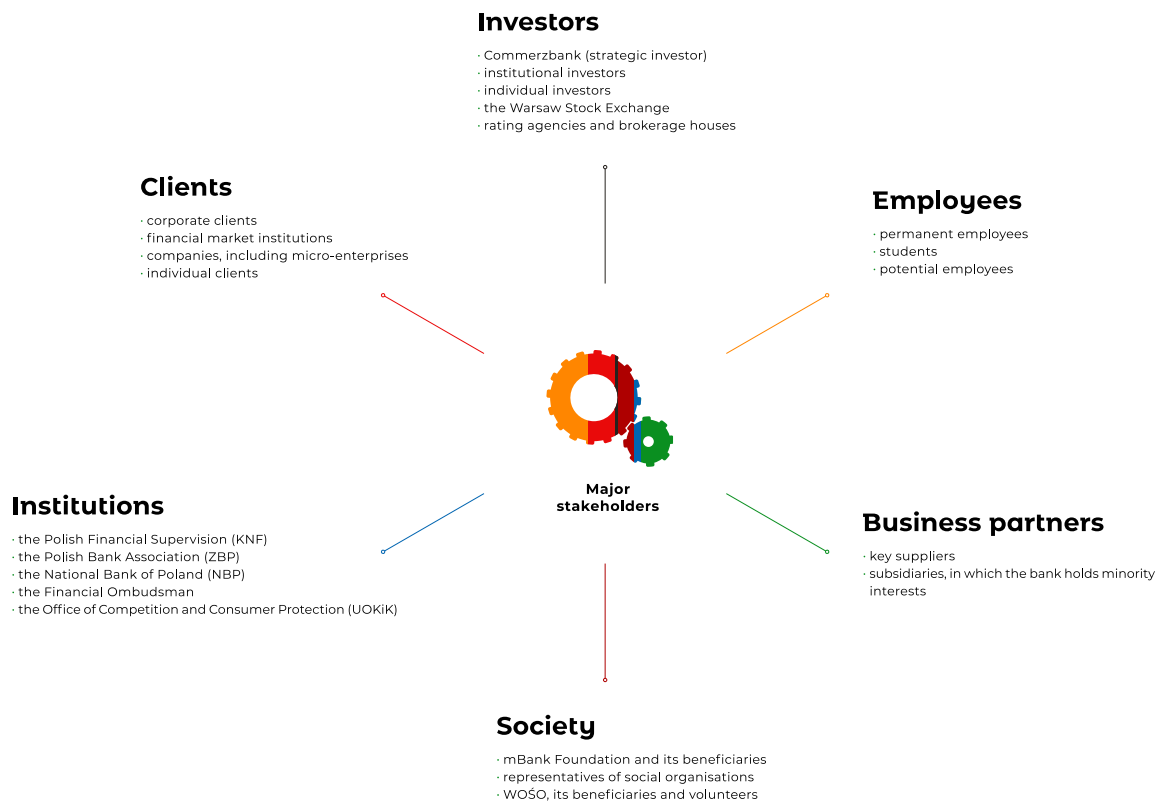 Investors
· Commerzbank (strategic investor)
· institutional investors
· individual investors
· the Warsaw Stock Exchange
· rating agencies and brokerage houses
Clients
· corporate clients
· financial market institutions
· companies, including micro-enterprises
· individual clients
Employees
· permanent employees
· students
· potential employees
Major
stakeholders
Institutions
· the Polish Financial Supervision (KNF)
· the Polish Bank Association (ZBP)
· the National Bank of Poland (NBP)
· the Financial Ombudsman
· the Office of Competition and Consumer Protection (UOKiK)
Business partners
· key suppliers
· subsidiaries, in which the bank holds minority
interests
Society
· mBank Foundation and its beneficiaries
· representatives of social organisations
· WOŚO, its beneficiaries and volunteers